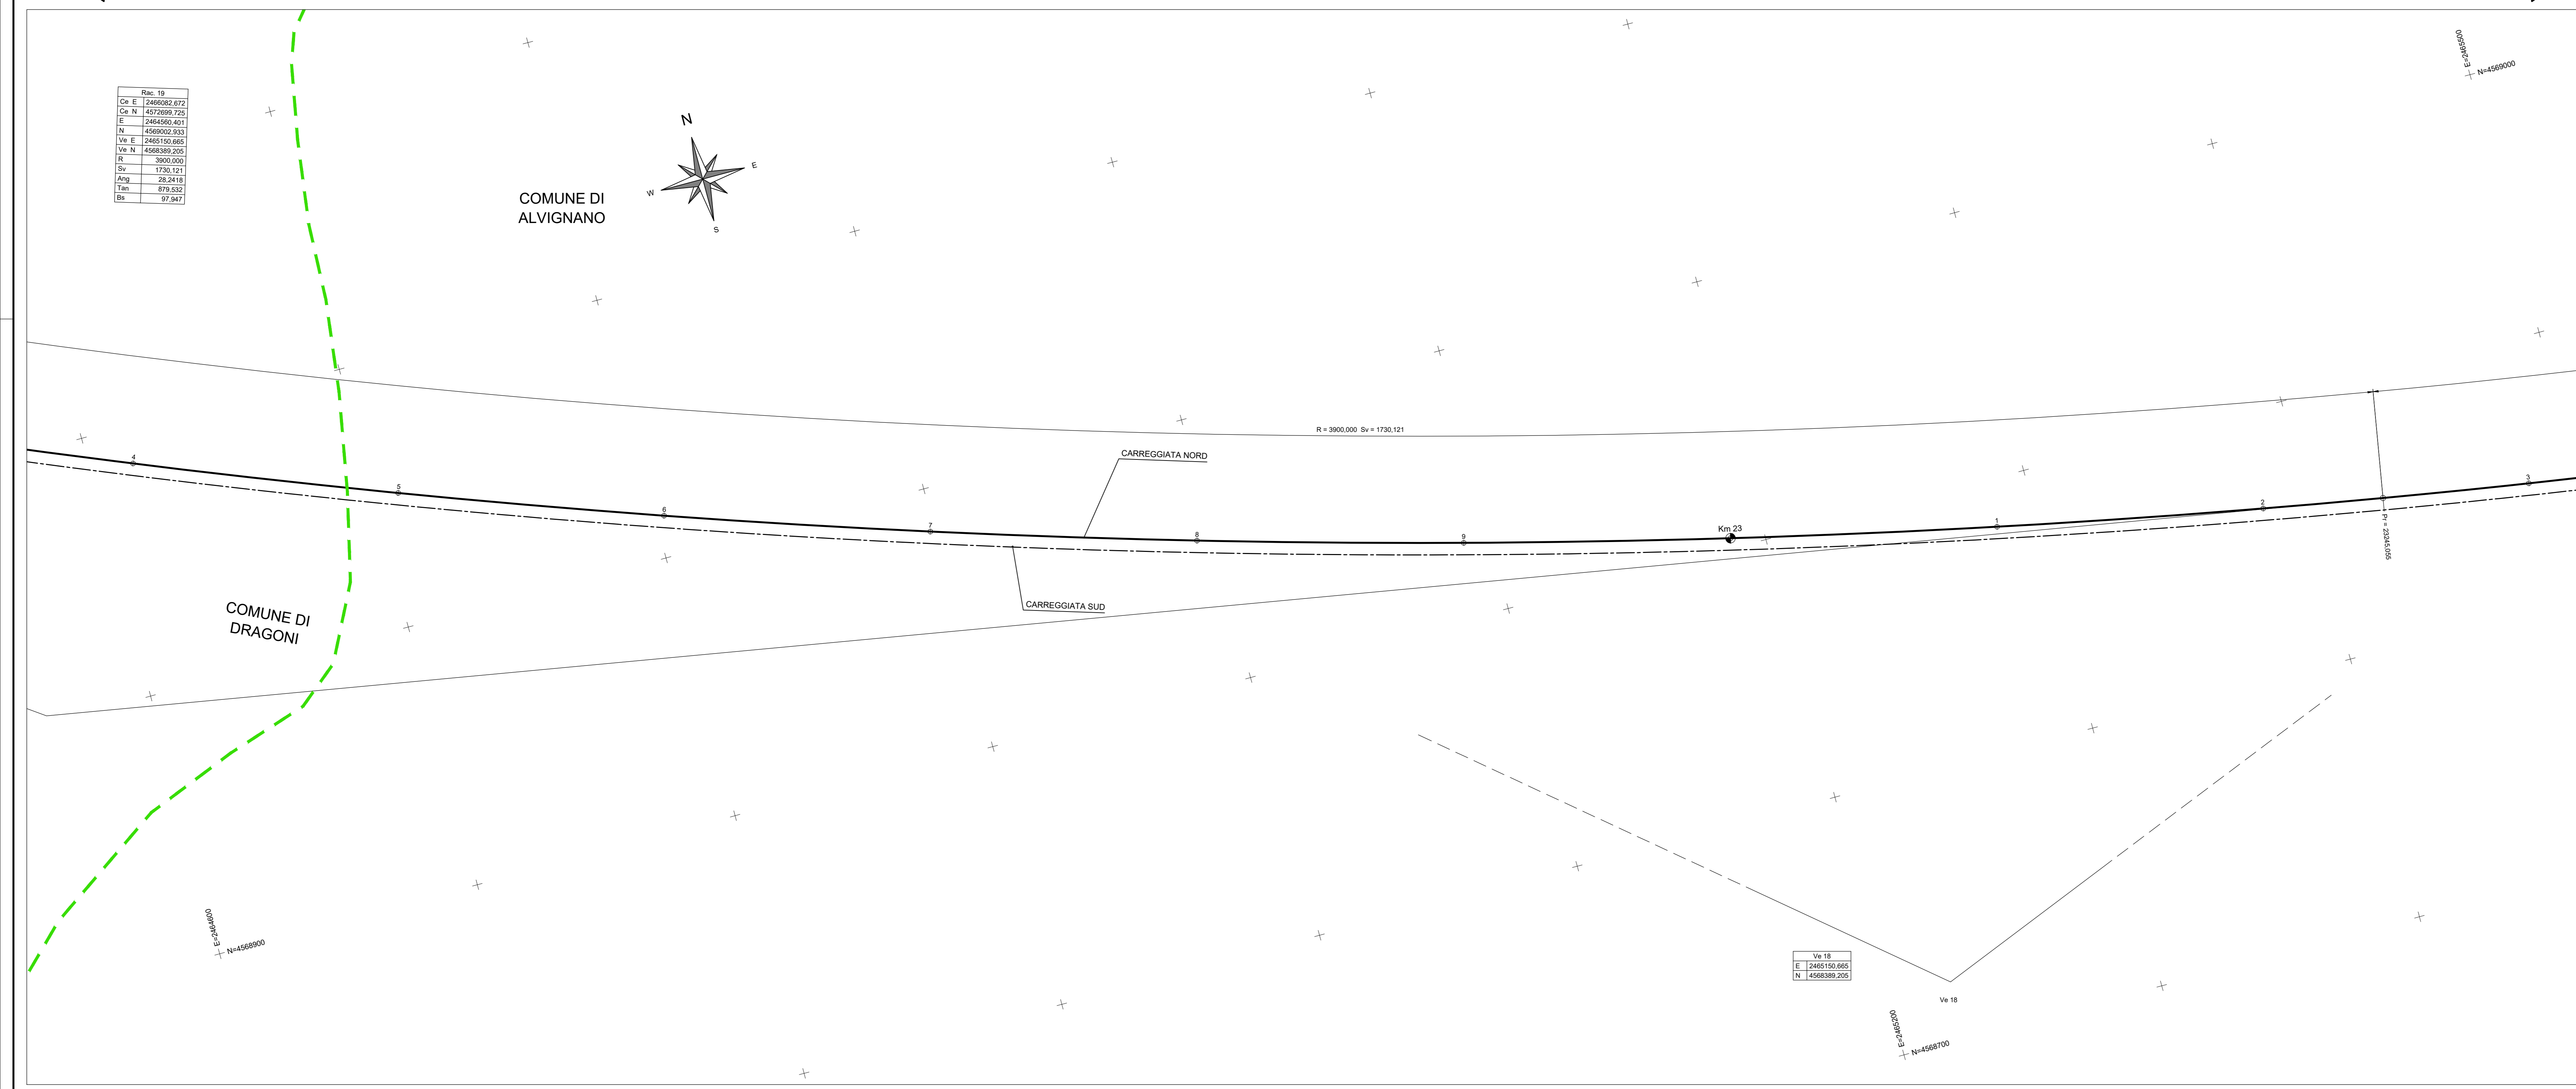 E=2465500
N=4569000
Rac. 19
Ce E 2466082,672
Ce N 4572699,725
E 2464560,401
N 4569002,933
Ve E 2465150,665
Ve N 4568389,205
R 3900,000
Sv 1730,121
Ang 28,2418
Tan 879,532
Bs 97,947
N
E
W
S
COMUNE DI
ALVIGNANO
R = 3900,000 Sv = 1730,121
CARREGGIATA NORD
4
5
6
7
8
9
Km 23
1
2
3
Pr = 23245,055
CARREGGIATA SUD
COMUNE DI
DRAGONI
E=2464600
N=4568900
Ve 18
E 2465150,665
N 4568389,205
Ve 18
E=2465200
N=4568700